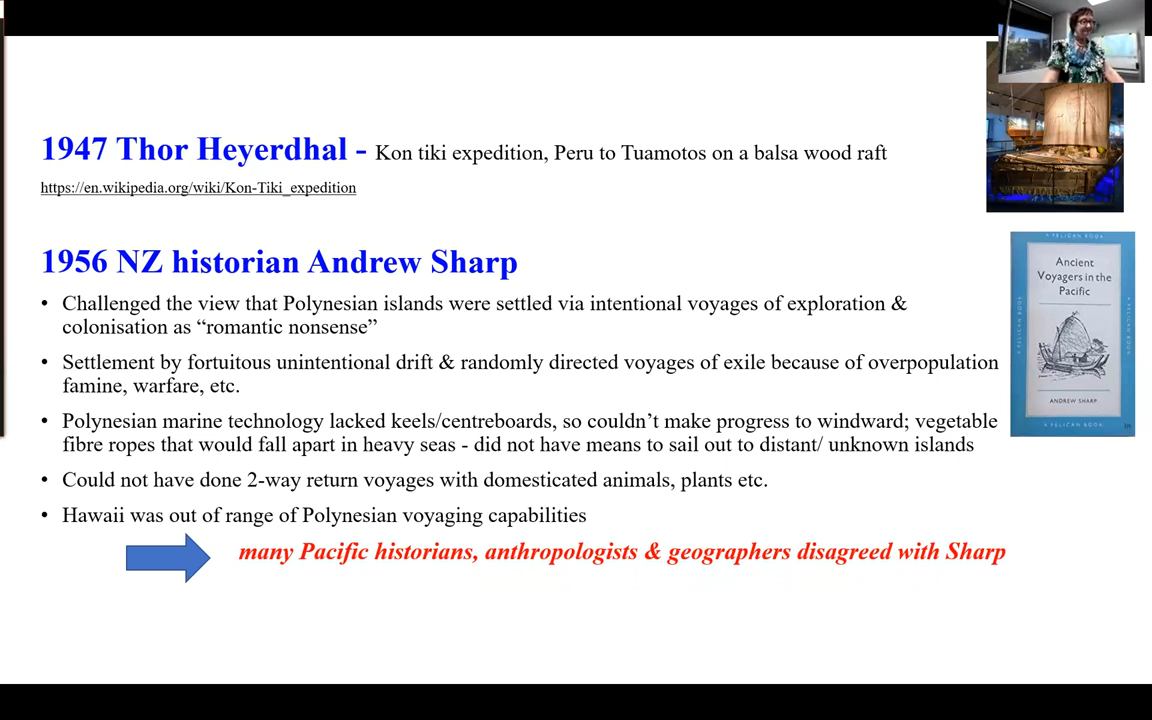 1947 Thor Heyerdhal - Kon tiki expedition, Peru to Tuamotos on a balsa wood raft
https://en.wikipedia.org/wiki/Kon-Tiki_expedition
1956 NZ historian Andrew Sharp
• Challenged the view that Polynesian islands were settled via intentional voyages of exploration &
colonisation as “romantic nonsense”
• Settlement by fortuitous unintentional drift & randomly directed voyages of exile because of overpopulation
famine, warfare, etc.
• Polynesian marine technology lacked keels/centreboards, so couldn’t make progress to windward; vegetable
fibre ropes that would fall apart in heavy seas - did not have means to sail out to distant/ unknown islands
• Could not have done 2-way return voyages with domesticated animals, plants etc.
• Hawaii was out of range of Polynesian voyaging capabilities
many Pacific historians, anthropologists & geographers disagreed with Sharp
A PELICAN BOOK
Ancient
Voyagers in the
Pacific
ANDREW SHARP
A PELICAN BOOK
A PELICAN BOOK
A PELICAN BOOK